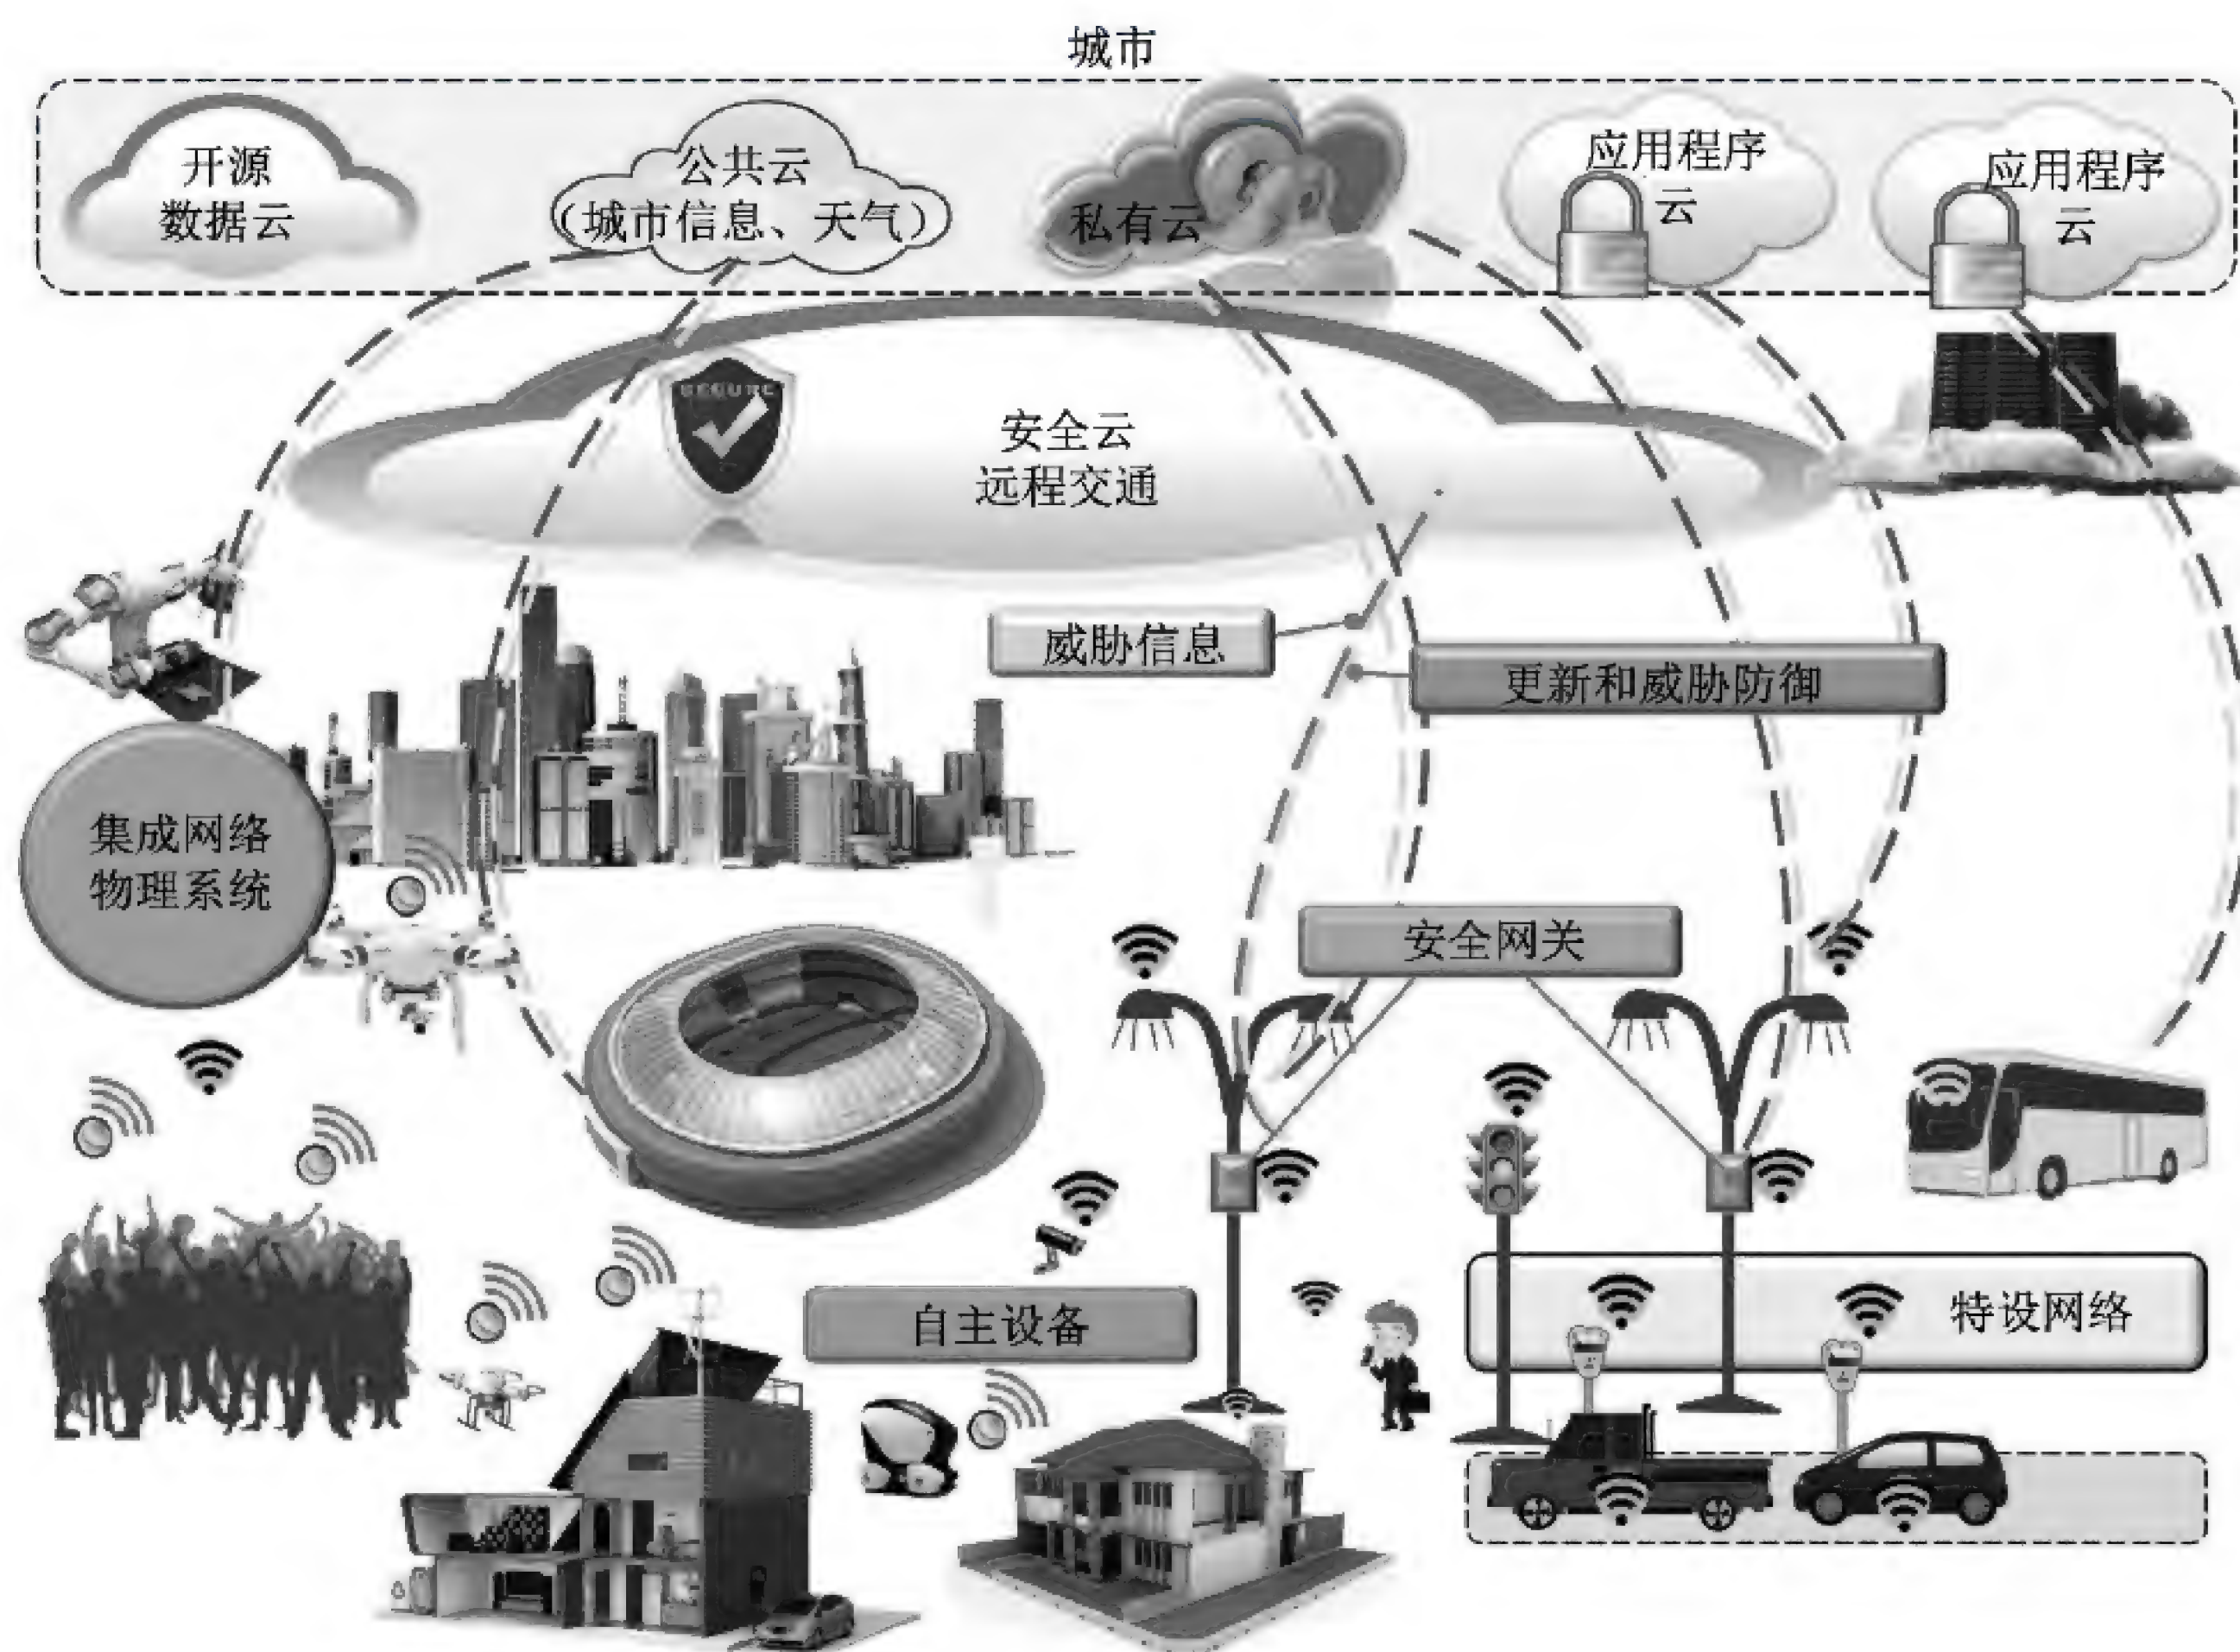 城市
开源
数据云
公共云
（城市信息、天气）
私有云
应用程序
云
应用程序
云
SECURE
安全云
远程交通
威胁信息
更新和威胁防御
集成网络
物理系统
安全网关
自主设备
特设网络